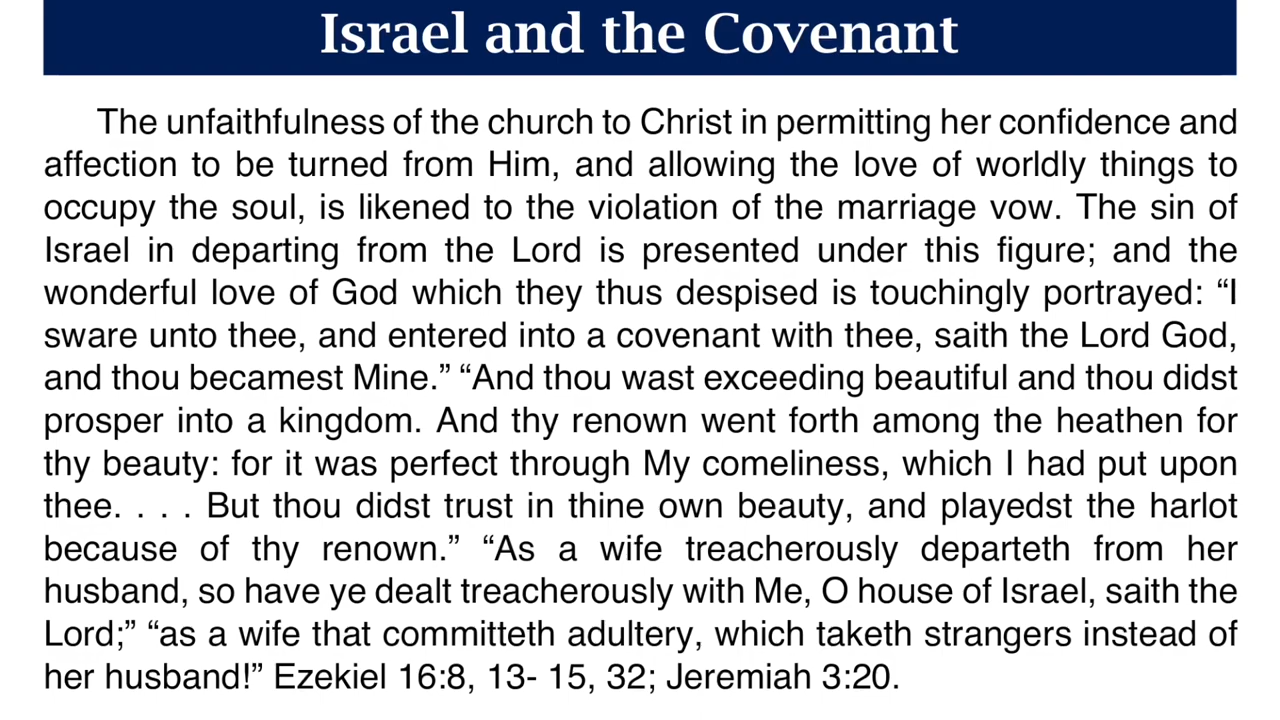 Israel and the Covenant
The unfaithfulness of the church to Christ in permitting her confidence and
affection to be turned from Him, and allowing the love of worldly things to
occupy the soul, is likened to the violation of the marriage vow. The sin of
Israel in departing from the Lord is presented under this figure; and the
wonderful love of God which they thus despised is touchingly portrayed: “I
sware unto thee, and entered into a covenant with thee, saith the Lord God,
and thou becamest Mine.” “And thou wast exceeding beautiful and thou didst
prosper into a kingdom. And thy renown went forth among the heathen for
thy beauty: for it was perfect through My comeliness, which I had put upon
thee. . . . But thou didst trust in thine own beauty, and playedst the harlot
because of thy renown.” “As a wife treacherously departeth from her
husband, so have ye dealt treacherously with Me, O house of Israel, saith the
Lord;” “as a wife that committeth adultery, which taketh strangers instead of
her husband!” Ezekiel 16:8, 13- 15, 32; Jeremiah 3:20.